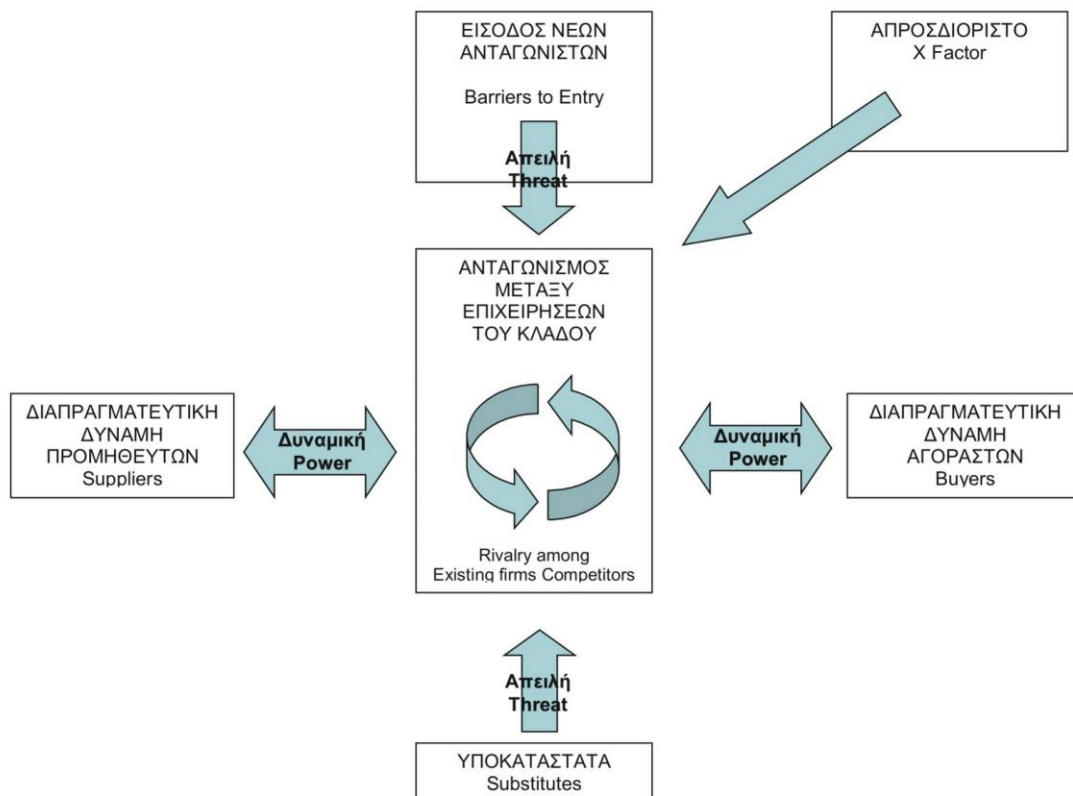 ΕΙΣΟΔΟΣ ΝΕΩΝ
ΑΝΤΑΓΩΝΙΣΤΩΝ
Barriers to Entry
Απειλή
Threat
ΑΠΡΟΣΔΙΟΡΙΣΤΟ
X Factor
ΑΝΤΑΓΩΝΙΣΜΟΣ
ΜΕΤΑΞΥ
ΕΠΙΧΕΙΡΗΣΕΩΝ
ΤΟΥ ΚΛΑΔΟΥ
Rivalry among
Existing firms Competitors
ΔΙΑΠΡΑΓΜΑΤΕΥΤΙΚΗ
ΔΥΝΑΜΗ
ΠΡΟΜΗΘΕΥΤΩΝ
Suppliers
Δυναμική
Power
Δυναμική
Power
ΔΙΑΠΡΑΓΜΑΤΕΥΤΙΚΗ
ΔΥΝΑΜΗ
ΑΓΟΡΑΣΤΩΝ
Buyers
Απειλή
Threat
ΥΠΟΚΑΤΑΣΤΑΤΑ
Substitutes